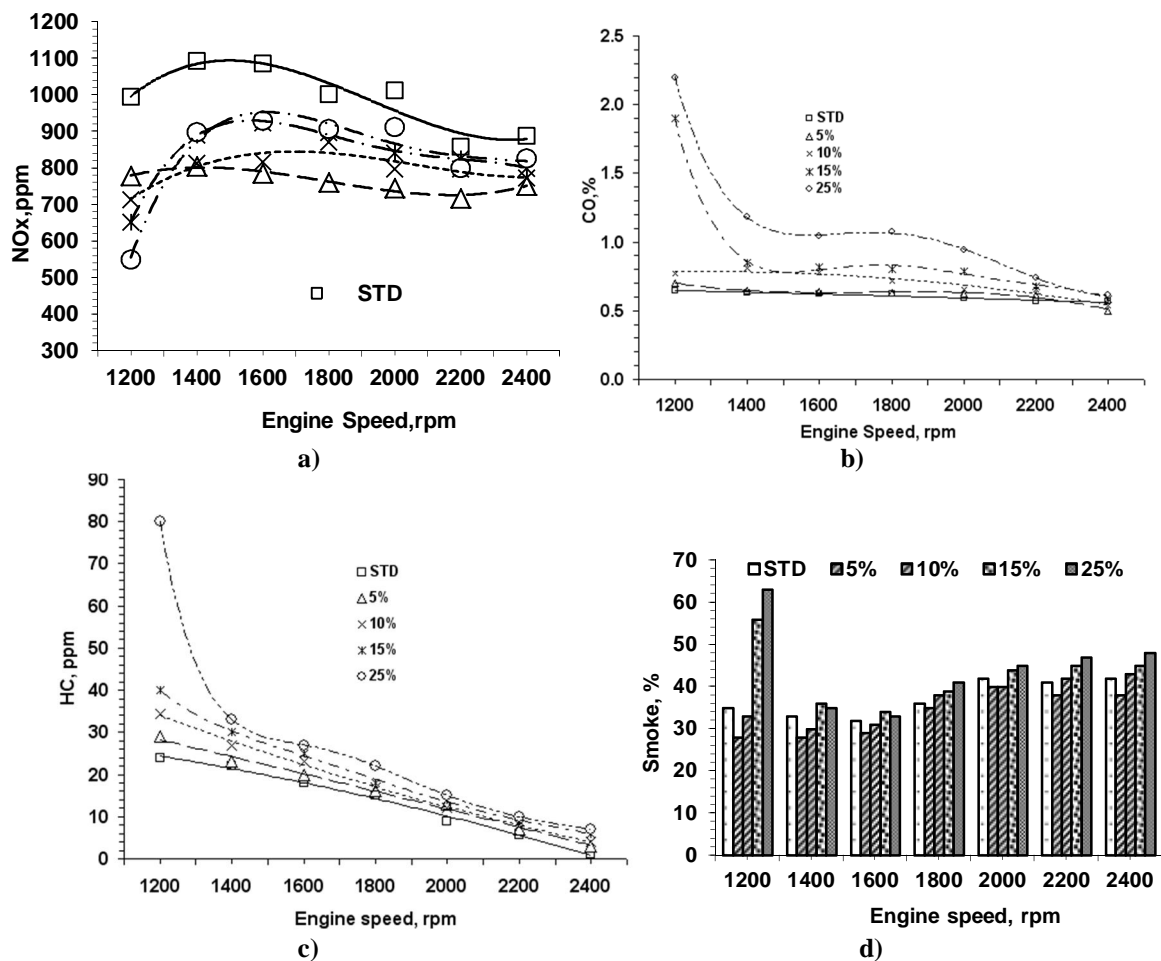 1200
1100
1000
900
800
700
600
500
400
300
NOx,ppm
STD
1200 1400 1600 1800 2000 2200 2400
Engine Speed,rpm
a)
2.5
2.0
1.5
1.0
0.5
0.0
CO,%
STD
5%
10%
15%
25%
1200 1400 1600 1800 2000 2200 2400
Engine Speed, rpm
b)
90
80
70
60
50
40
30
20
10
0
HC, ppm
STD
5%
10%
15%
25%
1200 1400 1600 1800 2000 2200 2400
Engine speed, rpm
c)
70
60
50
40
30
20
10
0
Smoke, %
STD 5% 10% 15% 25%
1200 1400 1600 1800 2000 2200 2400
Engine speed, rpm
d)